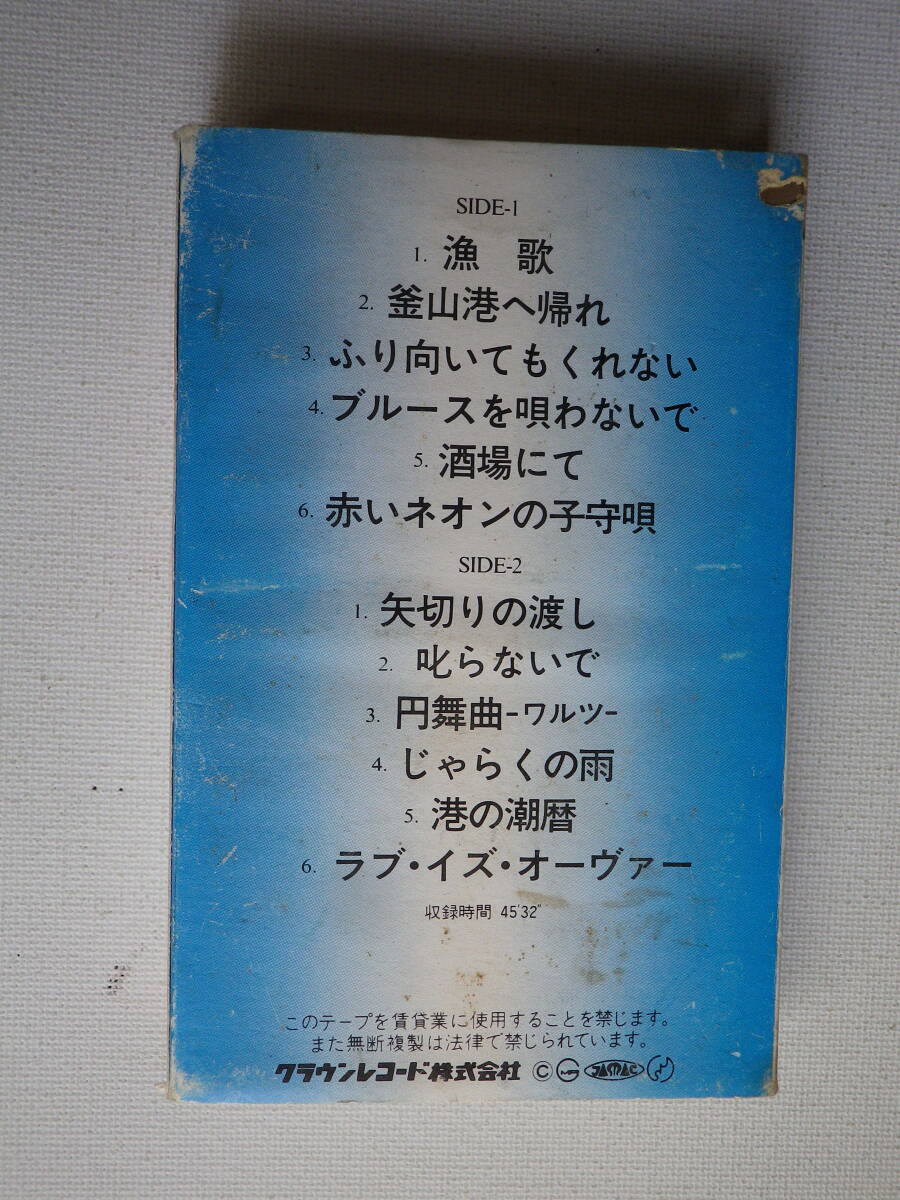 SIDE-1
1. 漁 歌
2. 釜山港へ帰れ
3. ふり向いてもくれない
4. ブルースを唄わないで
5. 酒場にて
6. 赤いネオンの子守唄
SIDE-2
1. 矢切りの渡し
2. 叱らないで
3. 円舞曲-ワルツ-
4. じゃらくの雨
5. 港の潮暦
6. ラブ・イズ・オーヴァー
収録時間 45'32"
このテープを賃貸業に使用することを禁じます。
また無断複製は法律で禁じられています。
クラウンレコード株式会社 Ⓒ JAMAC